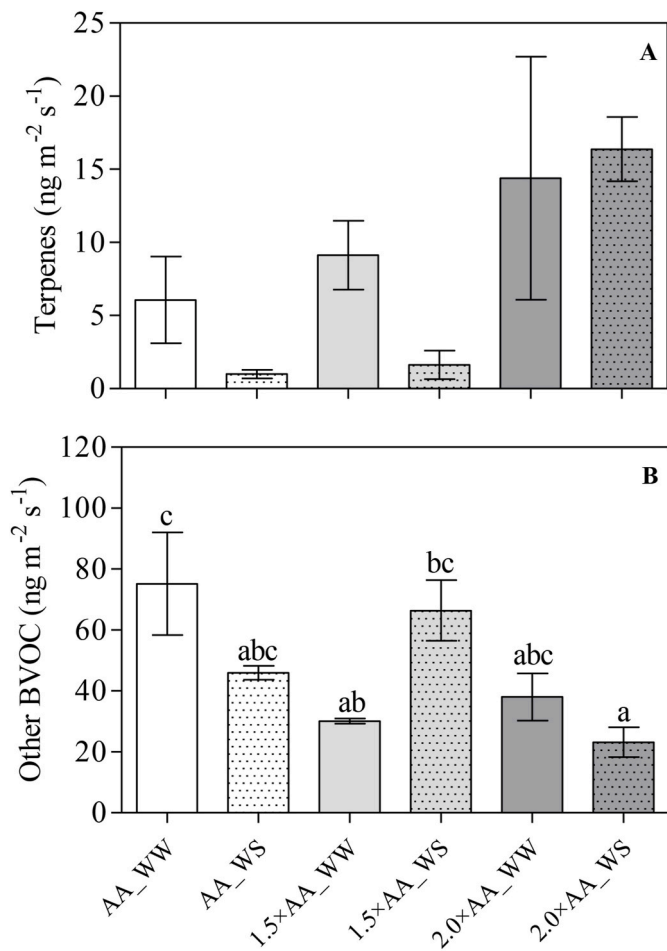 A
Terpenes (ng m⁻² s⁻¹)
25
20
15
10
5
0
B
Other BVOC (ng m⁻² s⁻¹)
120
100
80
60
40
20
0
c
abc
ab
bc
abc
a
AA_WW
AA_WS
1.5×AA_WW
1.5×AA_WS
2.0×AA_WW
2.0×AA_WS